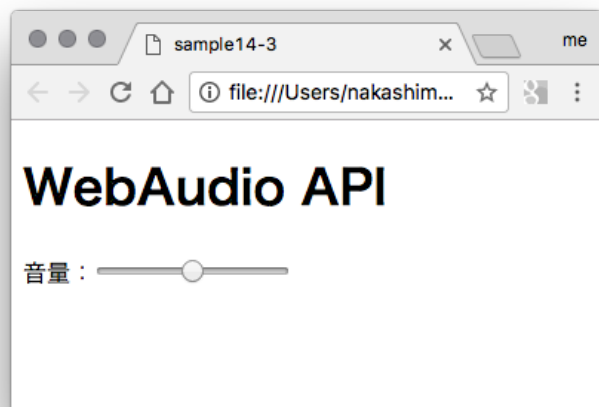 sample14-3
me
file:///Users/nakashim...
WebAudio API
音量：